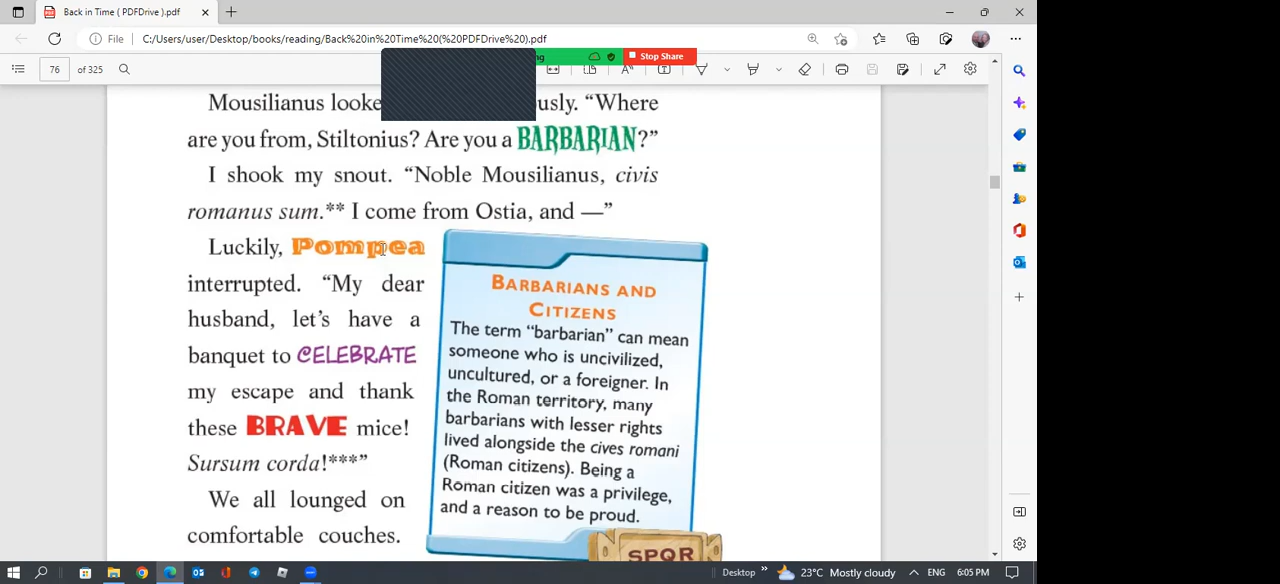 Back in Time ( PDFDrive ).pdf
File
C:/Users/user/Desktop/books/reading/Back%20in%20Time%20(%20PDFDrive%20).pdf
Stop Share
76 of 325
Mousilianus looke ously. “Where
are you from, Stiltonius? Are you a BARBARIAN?”
I shook my snout. “Noble Mousilianus, civis
romanus sum.** I come from Ostia, and —”
Luckily, Pompea
interrupted. “My dear
husband, let’s have a
banquet to CELEBRATE
my escape and thank
these BRAVE mice!
Sursum corda!***”
We all lounged on
comfortable couches.
BARBARIANS AND
CITIZENS
The term “barbarian” can mean
someone who is uncivilized,
uncultured, or a foreigner. In
the Roman territory, many
barbarians with lesser rights
lived alongside the cives romani
(Roman citizens). Being a
Roman citizen was a privilege,
and a reason to be proud.
SPQR
Desktop
23°C Mostly cloudy
ENG
6:05 PM